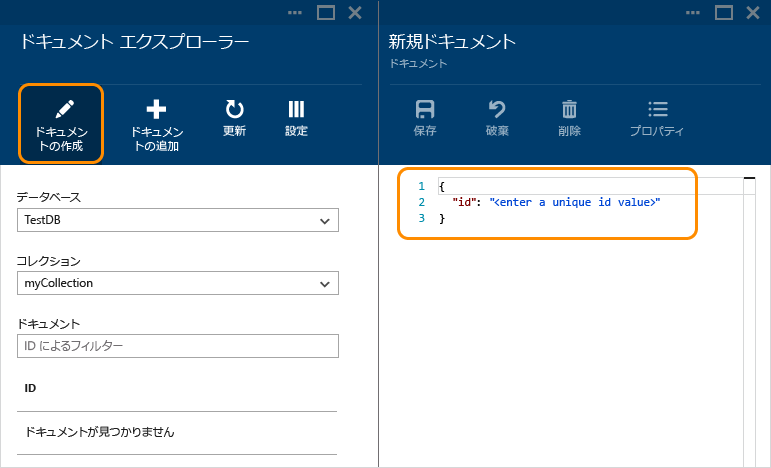 ドキュメント エクスプローラー
ドキュメン
トの作成
ドキュメン
トの追加
更新
設定
データベース
TestDB
コレクション
myCollection
ドキュメント
ID によるフィルター
ID
ドキュメントが見つかりません
新規ドキュメント
ドキュメント
保存
破棄
削除
プロパティ
1 {
2 "id": "<enter a unique id value>"
3 }